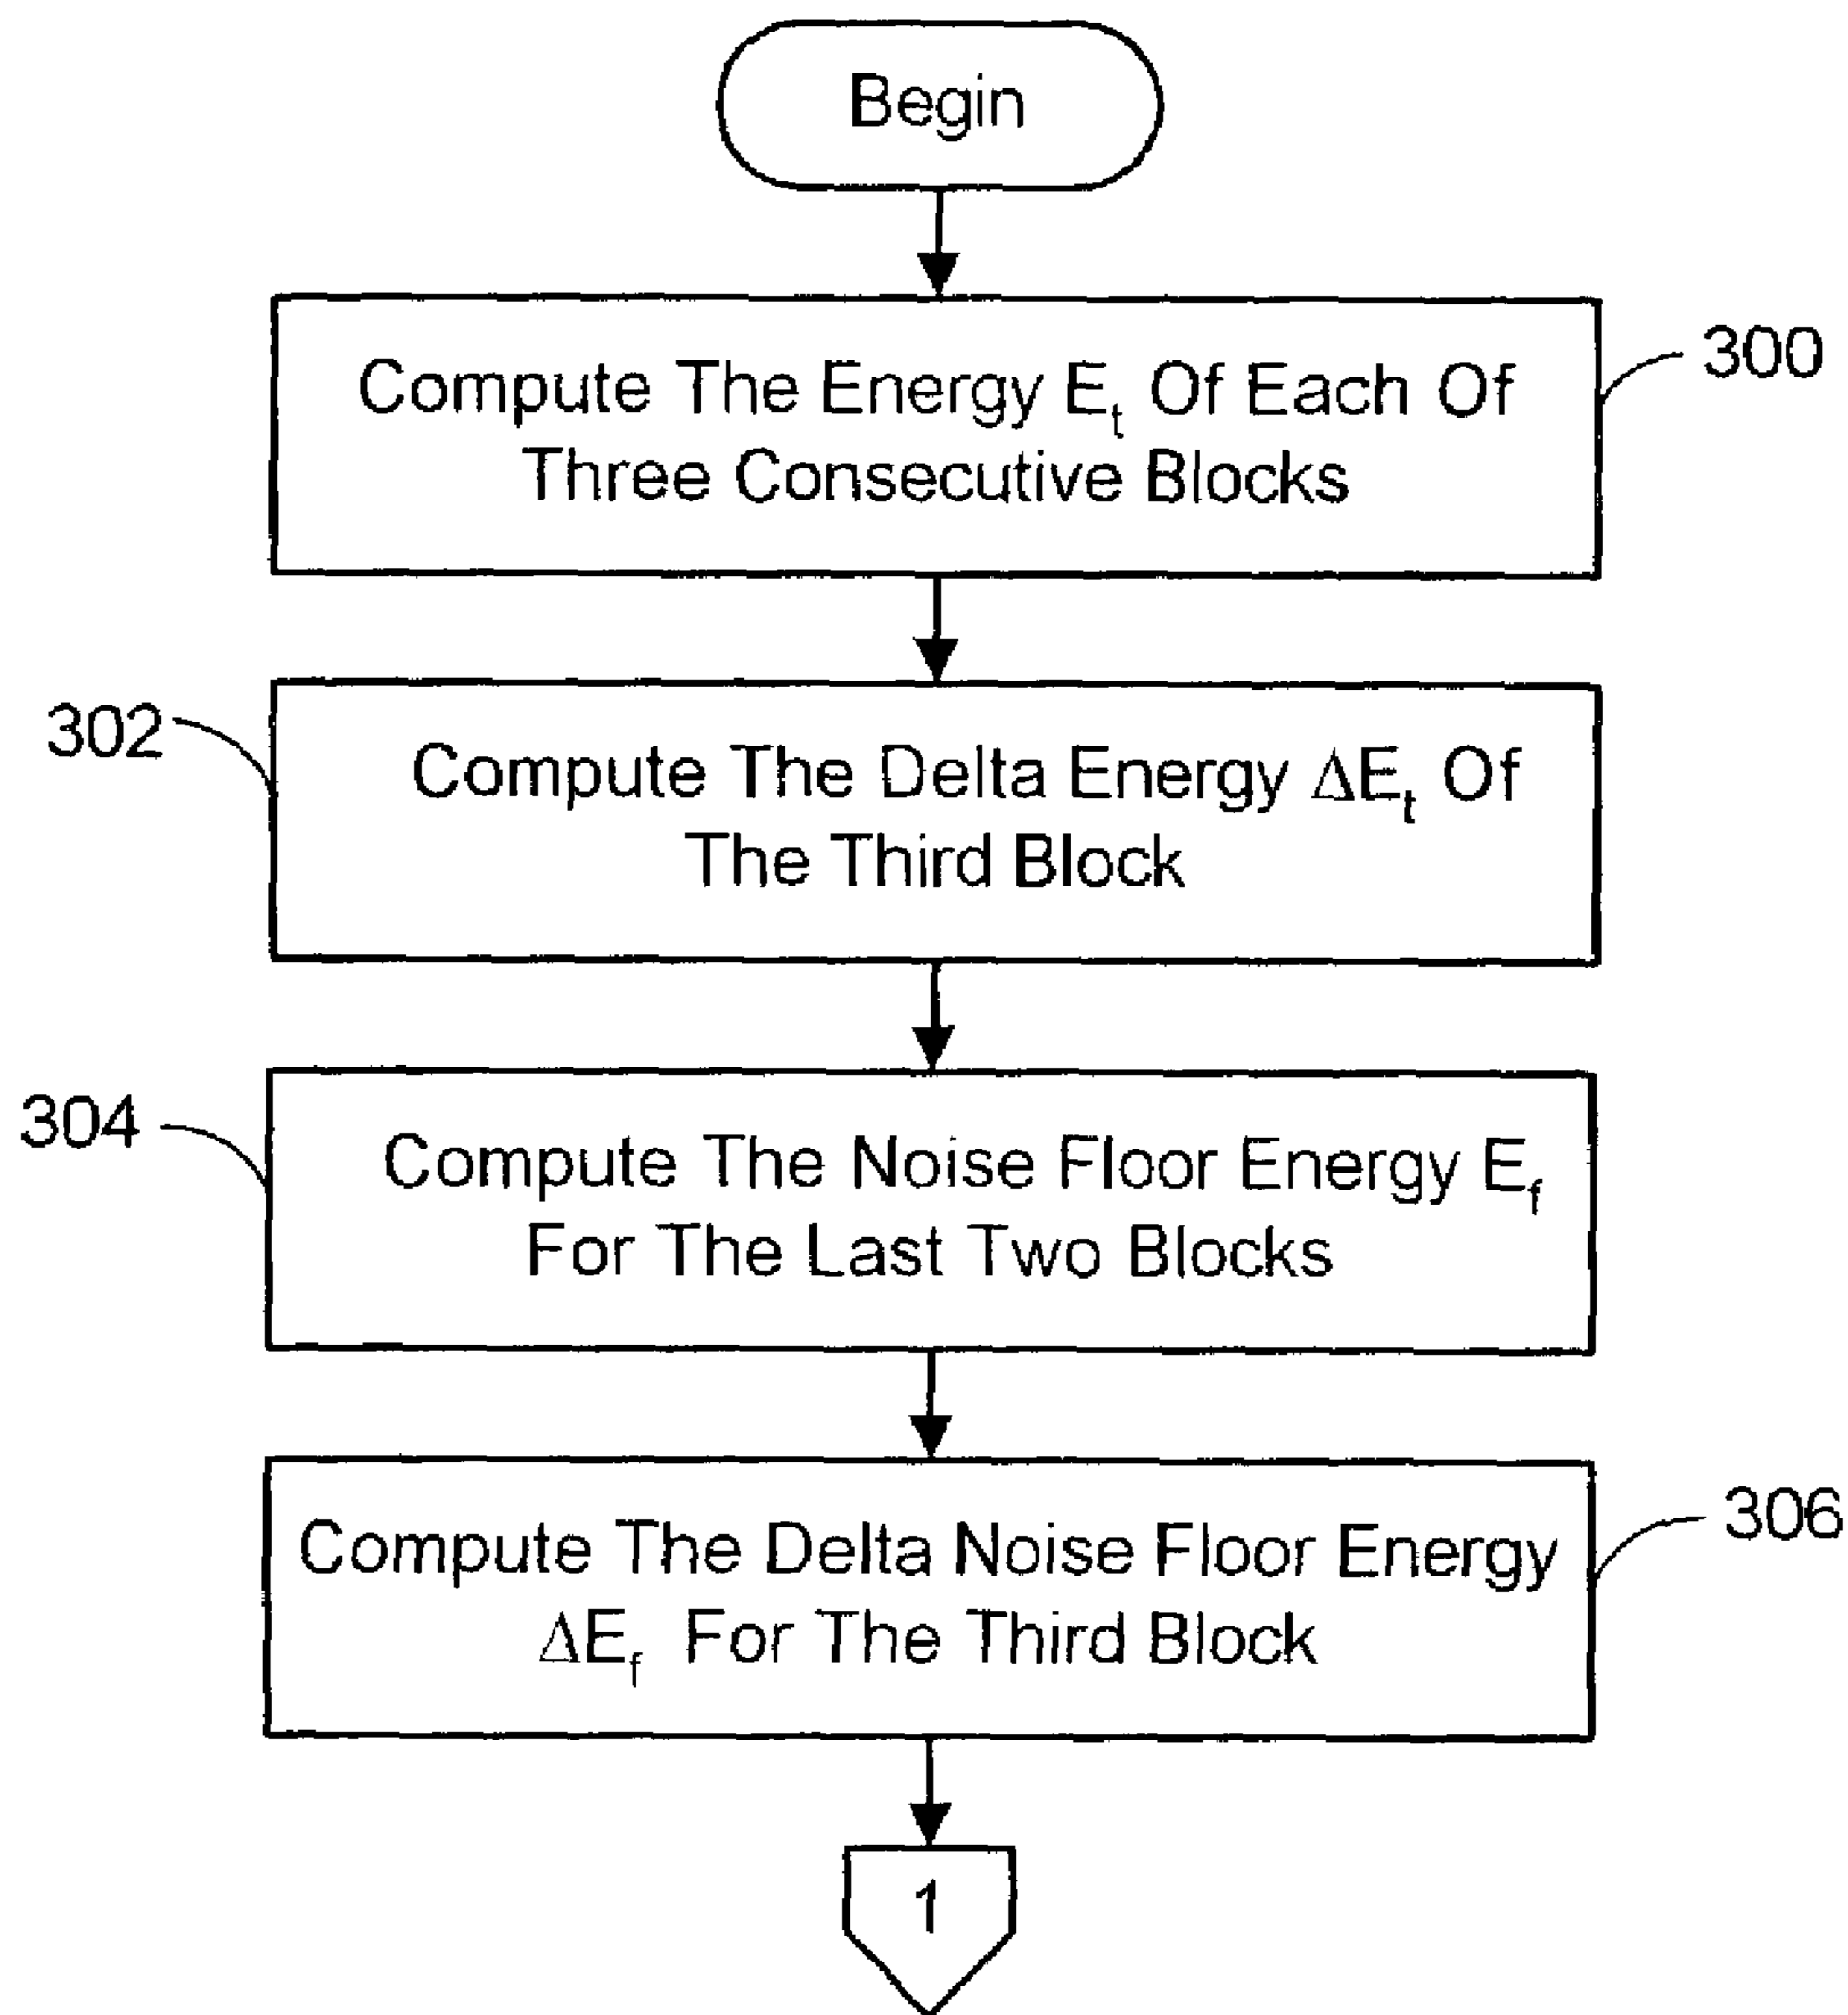 Begin
Compute The Energy Eₜ Of Each Of
Three Consecutive Blocks
300
302
Compute The Delta Energy ΔEₜ Of
The Third Block
304
Compute The Noise Floor Energy E_f
For The Last Two Blocks
Compute The Delta Noise Floor Energy
ΔE_f For The Third Block
306
1